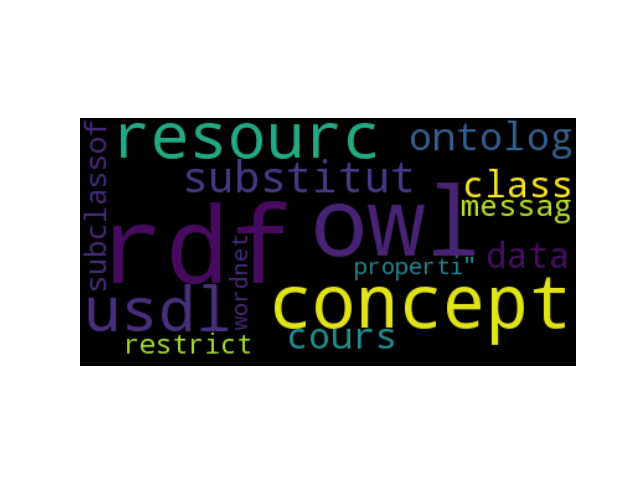 resourc
ontolog
subclassof
substitut
class
messag
rdf
owl
data
properti"
wordnet
usdl
concept
cours
restrict